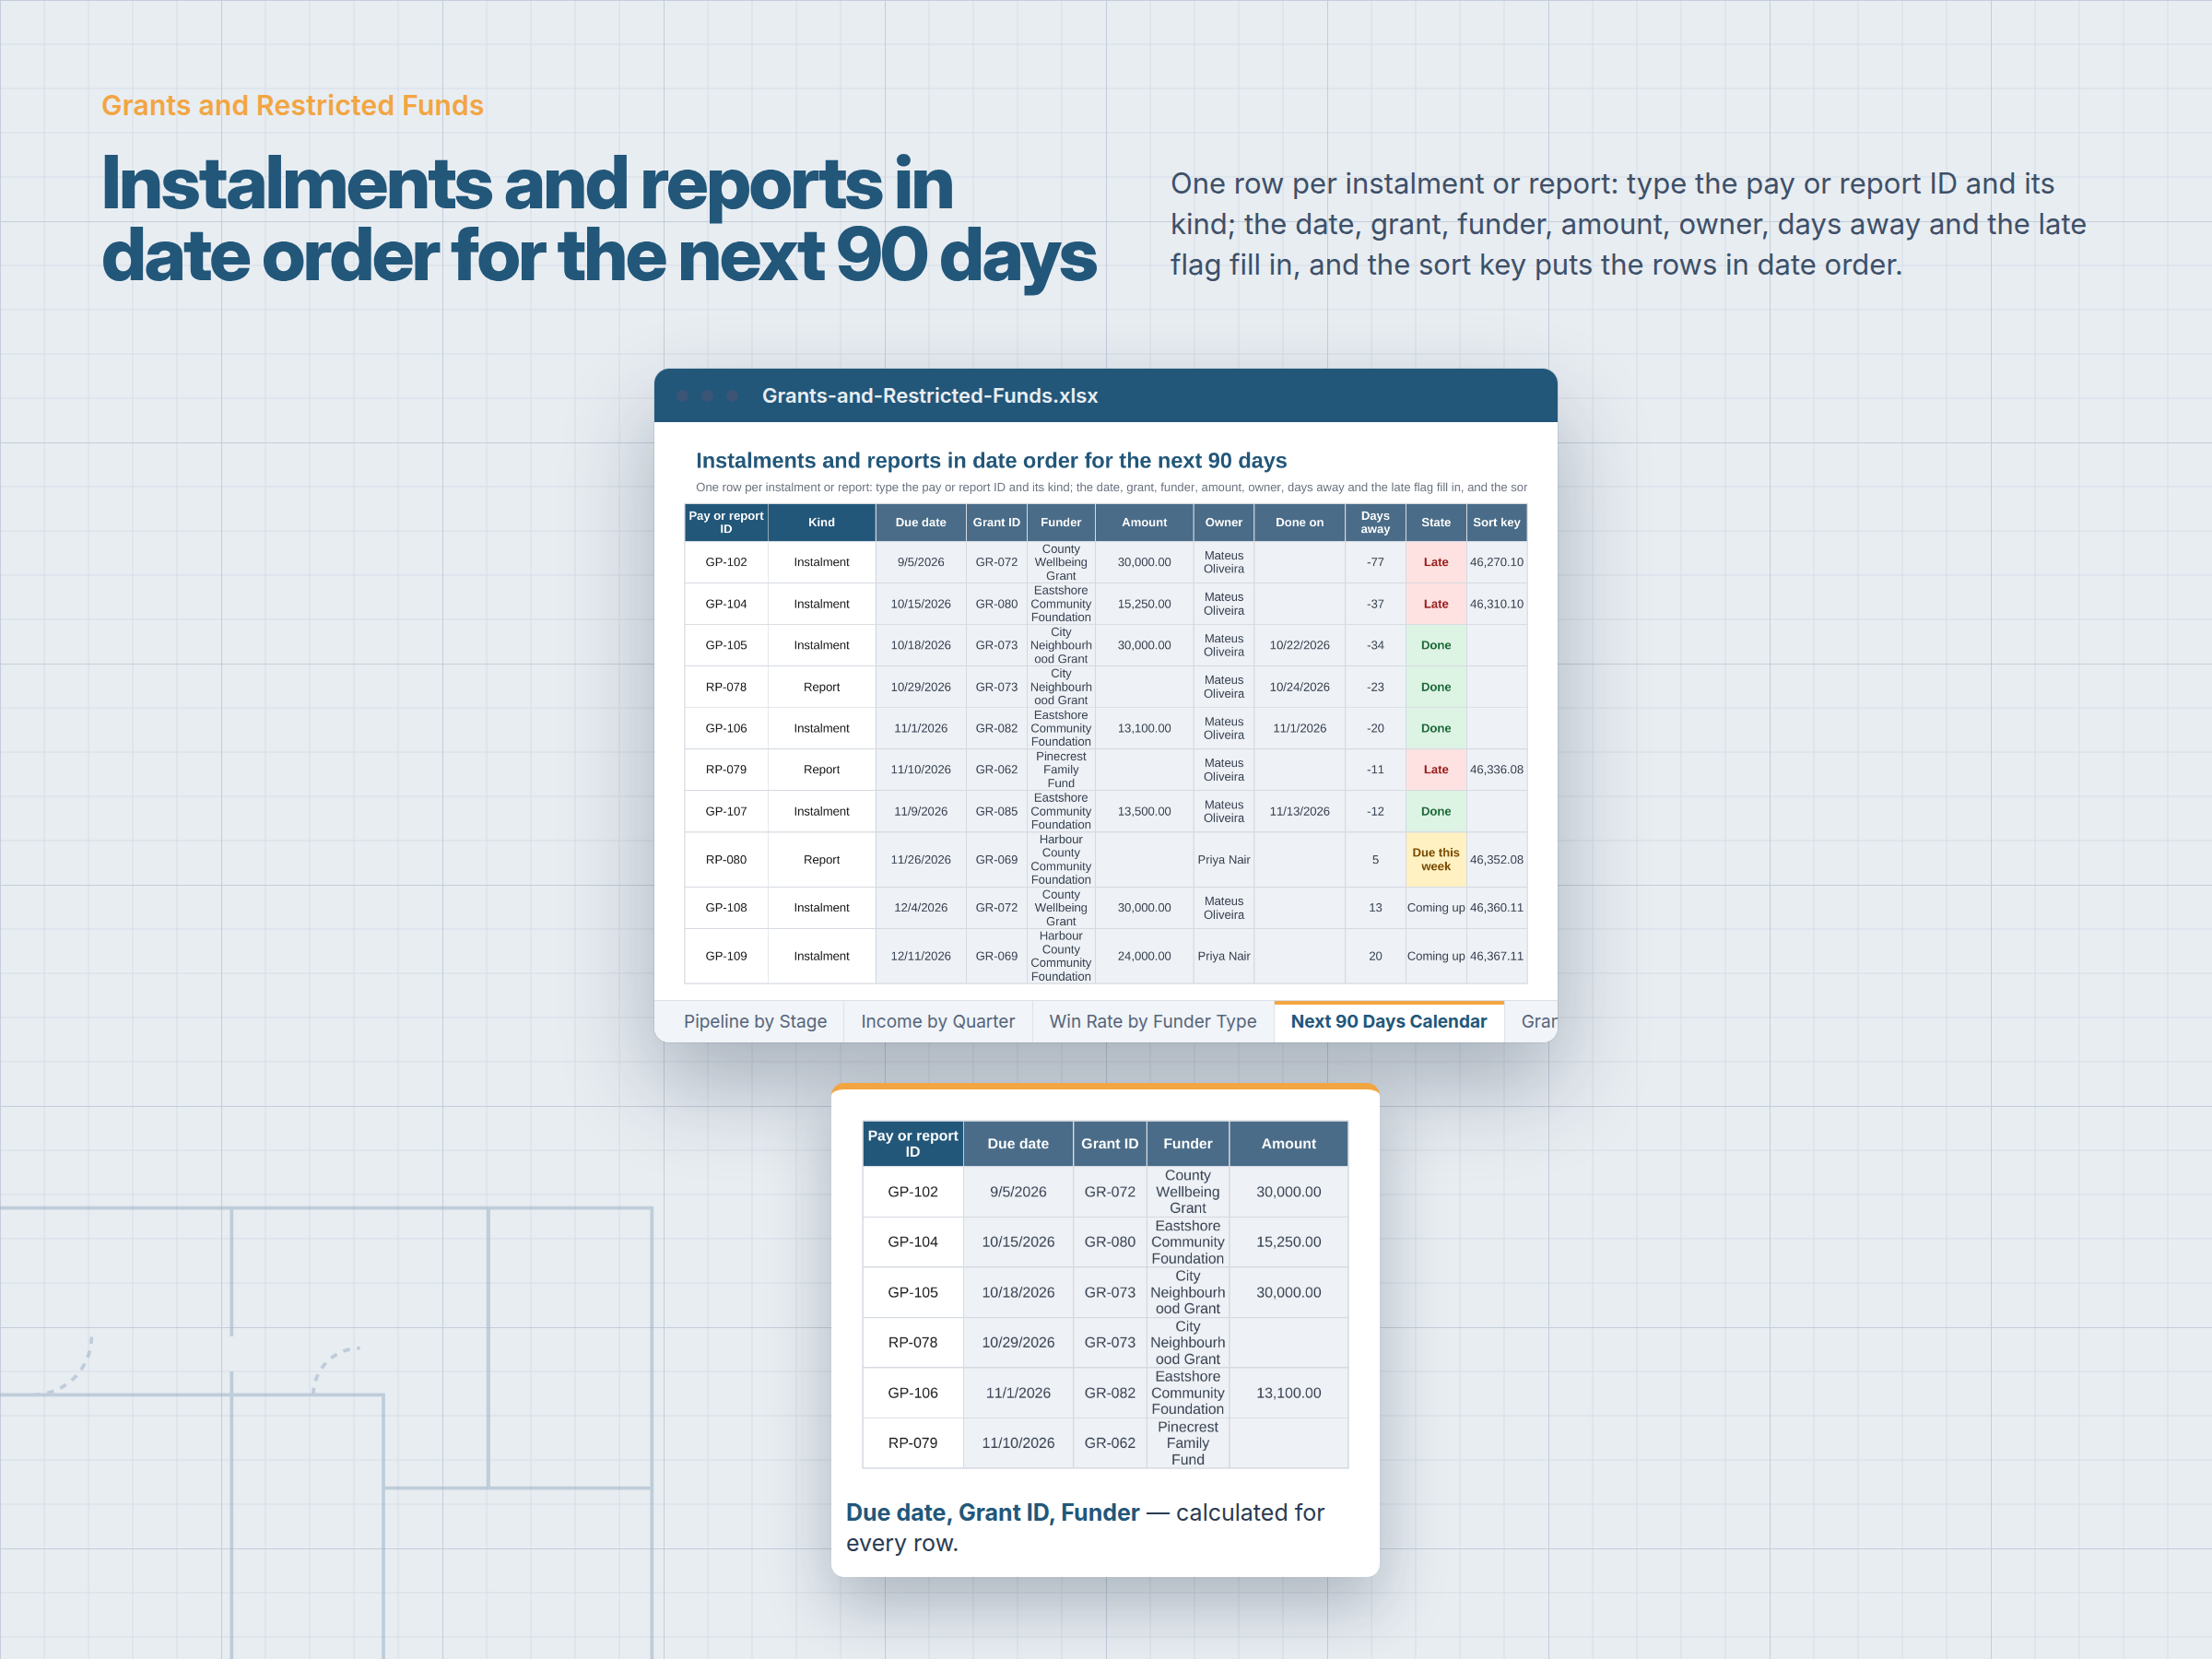 Grants and Restricted Funds
Instalments and reports in
date order for the next 90 days
One row per instalment or report: type the pay or report ID and its
kind; the date, grant, funder, amount, owner, days away and the late
flag fill in, and the sort key puts the rows in date order.
Grants-and-Restricted-Funds.xlsx
Instalments and reports in date order for the next 90 days
One row per instalment or report: type the pay or report ID and its kind; the date, grant, funder, amount, owner, days away and the late flag fill in, and the sor
Pay or report ID Kind Due date Grant ID Funder Amount Owner Done on Days away State Sort key
GP-102 Instalment 9/5/2026 GR-072 County Wellbeing Grant 30,000.00 Mateus Oliveira -77 Late 46,270.10
GP-104 Instalment 10/15/2026 GR-080 Eastshore Community Foundation 15,250.00 Mateus Oliveira -37 Late 46,310.10
GP-105 Instalment 10/18/2026 GR-073 City Neighbourhood Grant 30,000.00 Mateus Oliveira 10/22/2026 -34 Done
RP-078 Report 10/29/2026 GR-073 City Neighbourhood Grant Mateus Oliveira 10/24/2026 -23 Done
GP-106 Instalment 11/1/2026 GR-082 Eastshore Community Foundation 13,100.00 Mateus Oliveira 11/1/2026 -20 Done
RP-079 Report 11/10/2026 GR-062 Pinecrest Family Fund Mateus Oliveira -11 Late 46,336.08
GP-107 Instalment 11/9/2026 GR-085 Eastshore Community Foundation 13,500.00 Mateus Oliveira 11/13/2026 -12 Done
RP-080 Report 11/26/2026 GR-069 Harbour County Community Foundation Priya Nair 5 Due this week 46,352.08
GP-108 Instalment 12/4/2026 GR-072 County Wellbeing Grant 30,000.00 Mateus Oliveira 13 Coming up 46,360.11
GP-109 Instalment 12/11/2026 GR-069 Harbour County Community Foundation 24,000.00 Priya Nair 20 Coming up 46,367.11
Pipeline by Stage Income by Quarter Win Rate by Funder Type Next 90 Days Calendar Gran
Pay or report ID Due date Grant ID Funder Amount
GP-102 9/5/2026 GR-072 County Wellbeing Grant 30,000.00
GP-104 10/15/2026 GR-080 Eastshore Community Foundation 15,250.00
GP-105 10/18/2026 GR-073 City Neighbourhood Grant 30,000.00
RP-078 10/29/2026 GR-073 City Neighbourhood Grant
GP-106 11/1/2026 GR-082 Eastshore Community Foundation 13,100.00
RP-079 11/10/2026 GR-062 Pinecrest Family Fund
Due date, Grant ID, Funder — calculated for
every row.